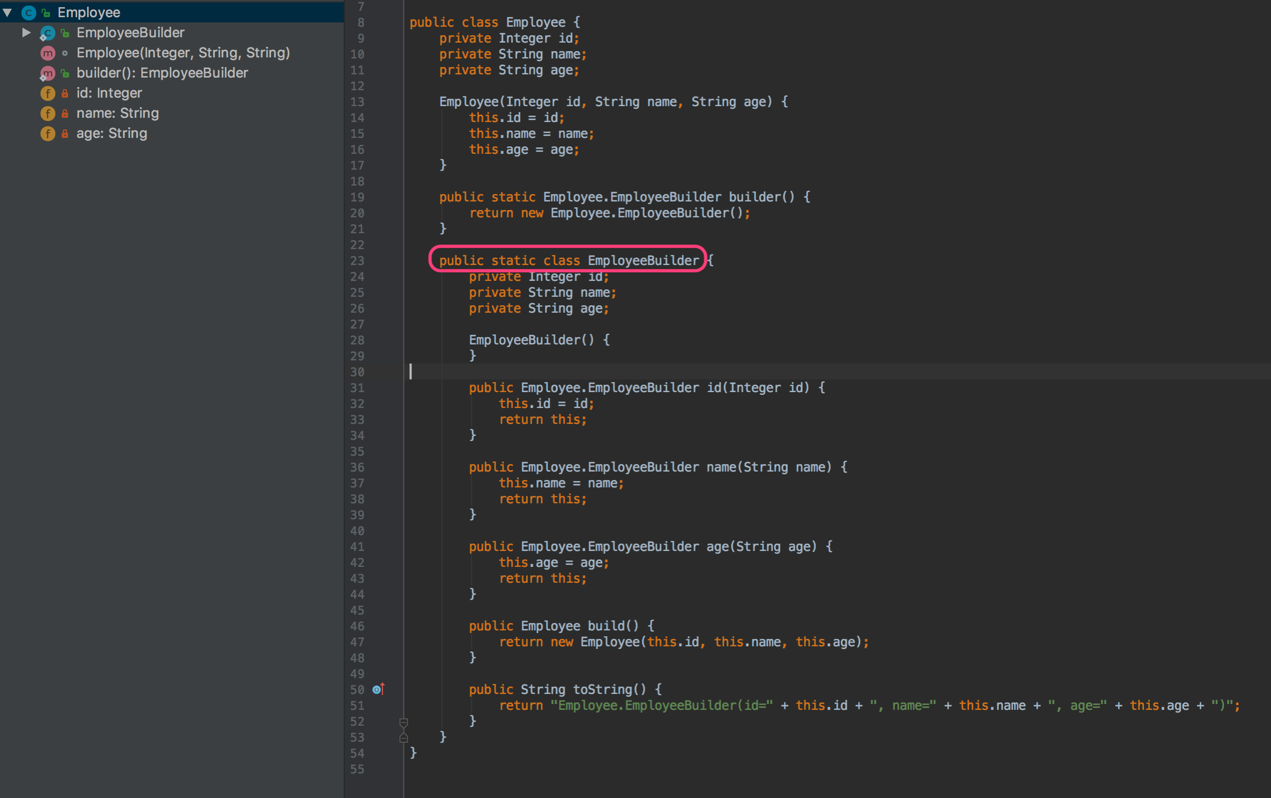 Employee
EmployeeBuilder
Employee(Integer, String, String)
builder(): EmployeeBuilder
id: Integer
name: String
age: String
7
8 public class Employee {
9 private Integer id;
10 private String name;
11 private String age;
12
13 Employee(Integer id, String name, String age) {
14 this.id = id;
15 this.name = name;
16 this.age = age;
17 }
18
19 public static Employee.EmployeeBuilder builder() {
20 return new Employee.EmployeeBuilder();
21 }
22
23 public static class EmployeeBuilder {
24 private Integer id;
25 private String name;
26 private String age;
27
28 EmployeeBuilder() {
29 }
30
31 public Employee.EmployeeBuilder id(Integer id) {
32 this.id = id;
33 return this;
34 }
35
36 public Employee.EmployeeBuilder name(String name) {
37 this.name = name;
38 return this;
39 }
40
41 public Employee.EmployeeBuilder age(String age) {
42 this.age = age;
43 return this;
44 }
45
46 public Employee build() {
47 return new Employee(this.id, this.name, this.age);
48 }
49
50 public String toString() {
51 return "Employee.EmployeeBuilder(id=" + this.id + ", name=" + this.name + ", age=" + this.age + ")";
52 }
53 }
54 }
55